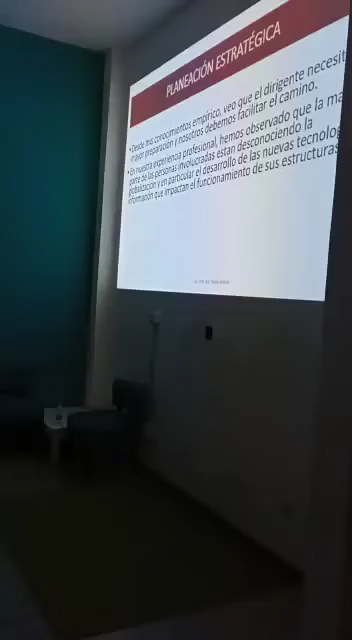 PLANEACIÓN ESTRATÉGICA
•Desde mis conocimientos empírico, veo que el dirigente necesit
mayor preparación y nosotros debemos facilitar el camino.
•En nuestra experiencia profesional, hemos observado que la ma
parte de las personas involucradas están desconociendo la
globalización y en particular el desarrollo de las nuevas tecnolog
información que impactan el funcionamiento de sus estructuras